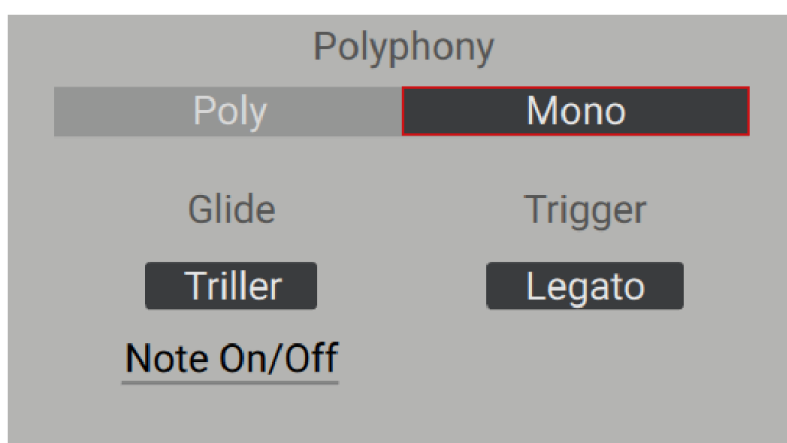 Polyphony
Poly Mono
Glide Trigger
Triller Legato
Note On/Off